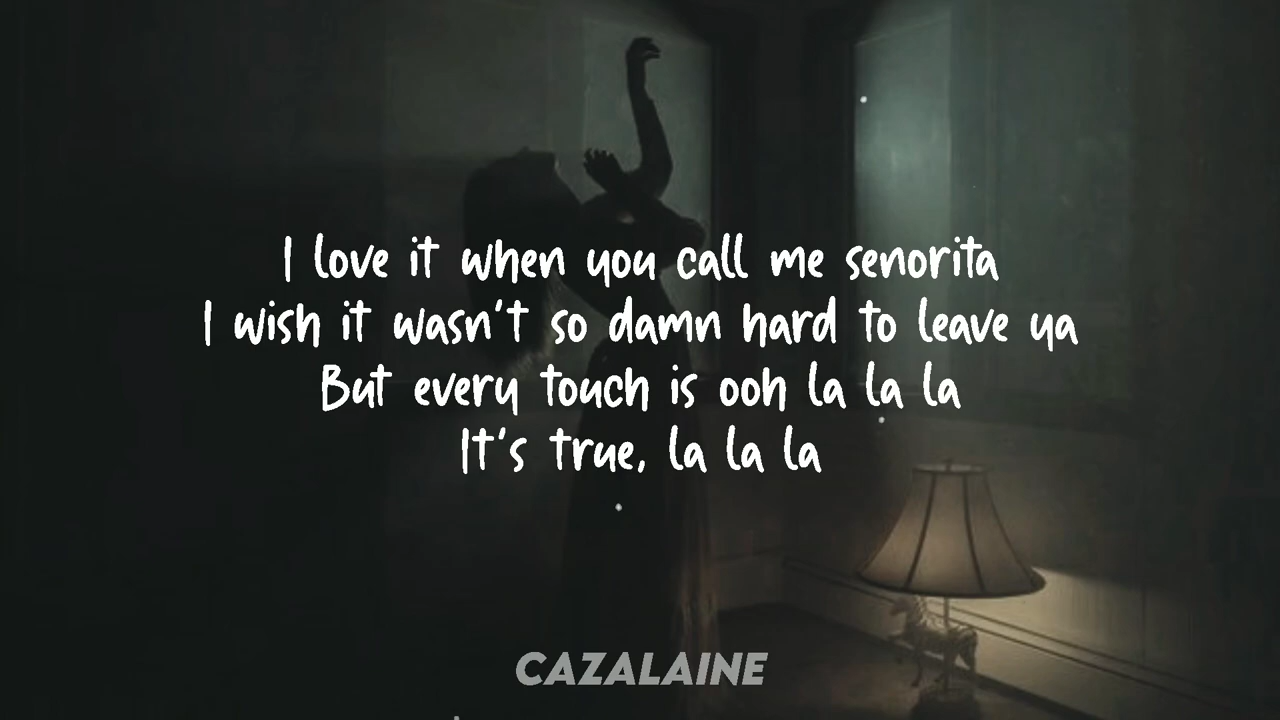 I love it when you call me senorita
I wish it wasn't so damn hard to leave ya
But every touch is ooh la la la
It's true, la la la
CAZALAINE